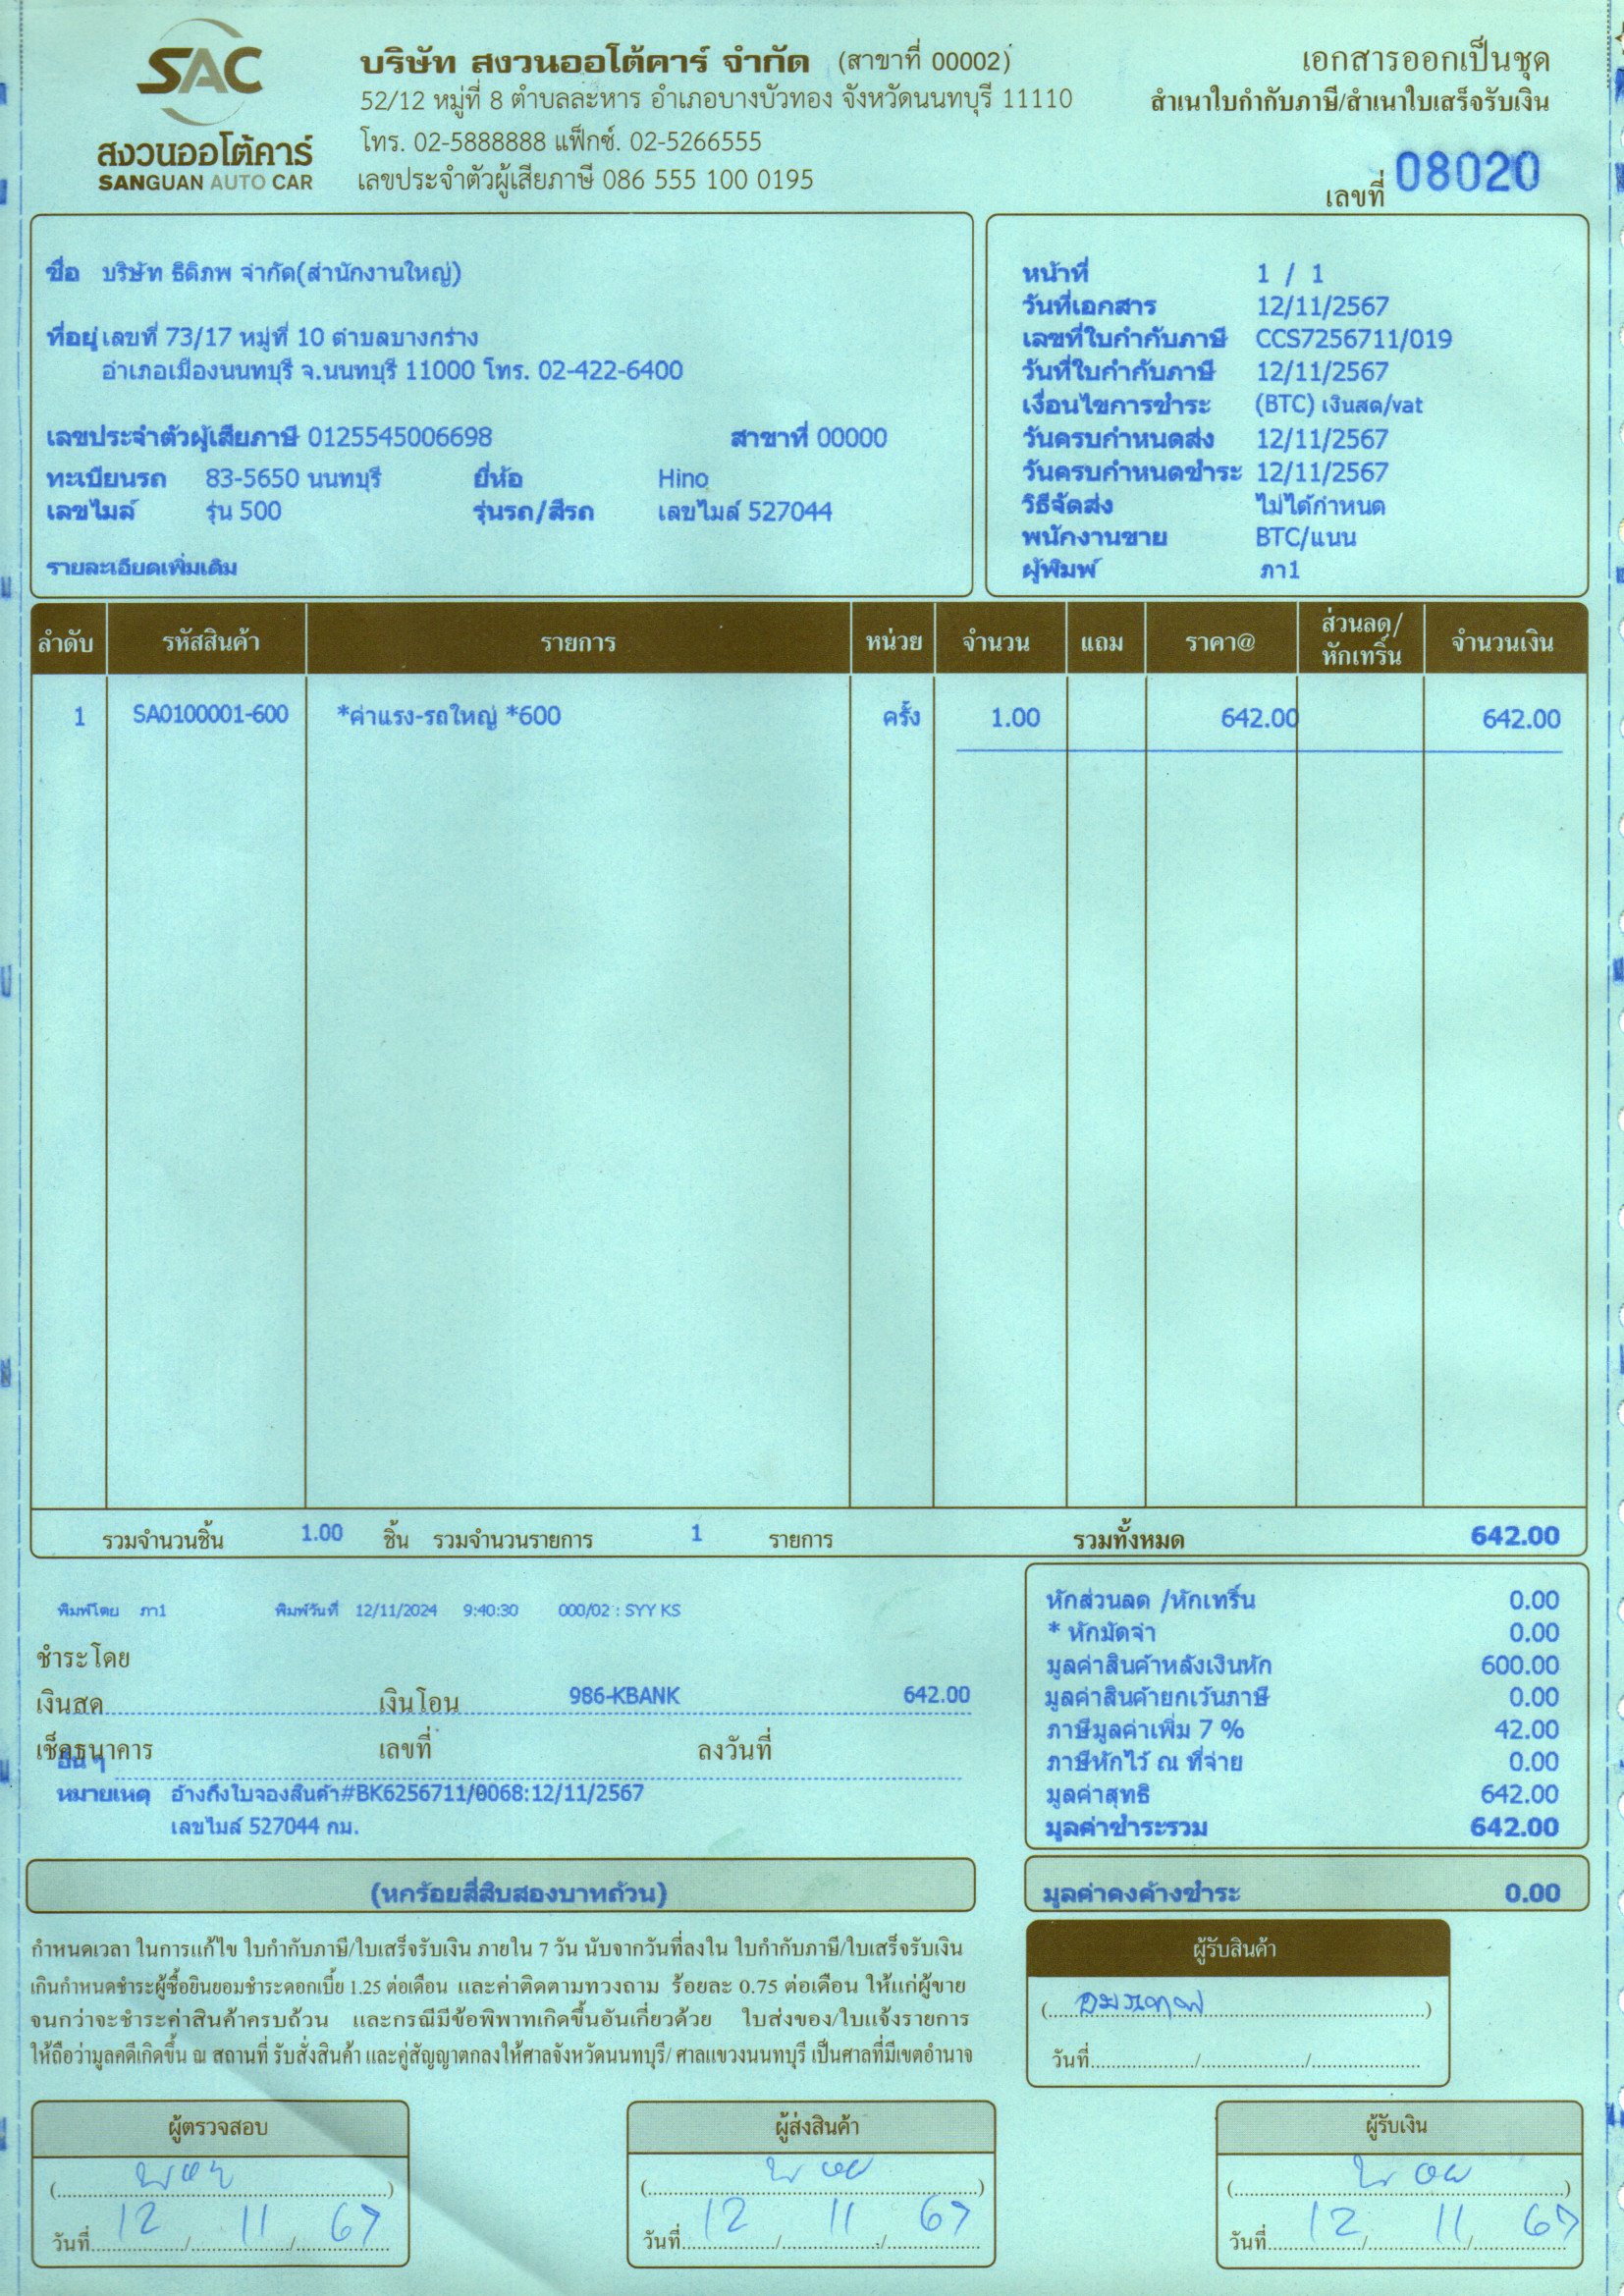 SAC
สงวนออโต้คาร์
SANGUAN AUTO CAR
บริษัท สงวนออโต้คาร์ จำกัด (สาขาที่ 00002)
52/12 หมู่ที่ 8 ตำบลละหาร อำเภอบางบัวทอง จังหวัดนนทบุรี 11110
โทร. 02-5888888 แฟ็กซ์. 02-5266555
เลขประจำตัวผู้เสียภาษี 086 555 100 0195
เอกสารออกเป็นชุด
สำเนาใบกำกับภาษี/สำเนาใบเสร็จรับเงิน
เลขที่ 08020
ชื่อ บริษัท ธิติภพ จำกัด(สำนักงานใหญ่)
ที่อยู่ เลขที่ 73/17 หมู่ที่ 10 ตำบลบางกร่าง
อำเภอเมืองนนทบุรี จ.นนทบุรี 11000 โทร. 02-422-6400
เลขประจำตัวผู้เสียภาษี 0125545006698 สาขาที่ 00000
ทะเบียนรถ 83-5650 นนทบุรี ยี่ห้อ Hino
เลขไมล์ รุ่น 500 รุ่นรถ/สีรถ เลขไมล์ 527044
รายละเอียดเพิ่มเติม
หน้าที่ 1 / 1
วันที่เอกสาร 12/11/2567
เลขที่ใบกำกับภาษี CCS7256711/019
วันที่ใบกำกับภาษี 12/11/2567
เงื่อนไขการชำระ (BTC) เงินสด/vat
วันครบกำหนดส่ง 12/11/2567
วันครบกำหนดชำระ 12/11/2567
วิธีจัดส่ง ไม่ได้กำหนด
พนักงานขาย BTC/แนน
ผู้พิมพ์ ภา1
ลำดับ รหัสสินค้า รายการ หน่วย จำนวน แถม ราคา@ ส่วนลด/หักเทริ์น จำนวนเงิน
1 SA0100001-600 *ค่าแรง-รถใหญ่ *600 ครั้ง 1.00 642.00 642.00
รวมจำนวนชิ้น 1.00 ชิ้น รวมจำนวนรายการ 1 รายการ รวมทั้งหมด 642.00
พิมพ์โดย ภา1 พิมพ์วันที่ 12/11/2024 9:40:30 000/02 : SYY KS
ชำระโดย
เงินสด เงินโอน 986-KBANK 642.00
เช็คธนาคาร เลขที่ ลงวันที่
อื่น ๆ
หมายเหตุ อ้างถึงใบจองสินค้า#BK6256711/0068:12/11/2567
เลขไมล์ 527044 กม.
หักส่วนลด /หักเทริ์น 0.00
* หักมัดจำ 0.00
มูลค่าสินค้าหลังเงินหัก 600.00
มูลค่าสินค้ายกเว้นภาษี 0.00
ภาษีมูลค่าเพิ่ม 7 % 42.00
ภาษีหักไว้ ณ ที่จ่าย 0.00
มูลค่าสุทธิ 642.00
มูลค่าชำระรวม 642.00
(หกร้อยสี่สิบสองบาทถ้วน)
มูลค่าคงค้างชำระ 0.00
กำหนดเวลา ในการแก้ไข ใบกำกับภาษี/ใบเสร็จรับเงิน ภายใน 7 วัน นับจากวันที่ลงใน ใบกำกับภาษี/ใบเสร็จรับเงิน
เกินกำหนดชำระผู้ซื้อยินยอมชำระดอกเบี้ย 1.25 ต่อเดือน และค่าติดตามทวงถาม ร้อยละ 0.75 ต่อเดือน ให้แก่ผู้ขาย
จนกว่าจะชำระค่าสินค้าครบถ้วน และกรณีมีข้อพิพาทเกิดขึ้นอันเกี่ยวด้วย ใบส่งของ/ใบแจ้งรายการ
ให้ถือว่ามูลคดีเกิดขึ้น ณ สถานที่ รับสั่งสินค้า และคู่สัญญาตกลงให้ศาลจังหวัดนนทบุรี/ ศาลแขวงนนทบุรี เป็นศาลที่มีเขตอำนาจ
ผู้รับสินค้า
วันที่ / /
ผู้ตรวจสอบ ผู้ส่งสินค้า ผู้รับเงิน
วันที่ 12 / 11 / 67 วันที่ 12 / 11 / 67 วันที่ 12 / 11 / 67